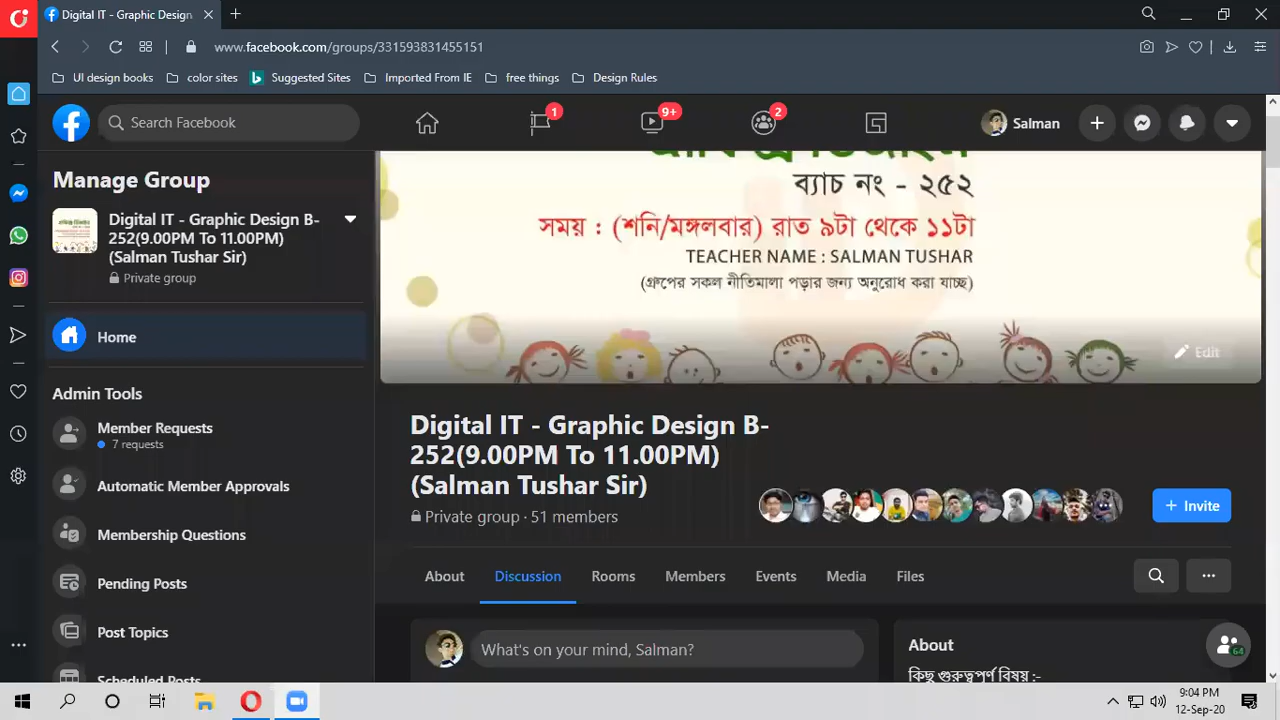 Digital IT - Graphic Design
www.facebook.com/groups/331593831455151
UI design books
color sites
Suggested Sites
Imported From IE
free things
Design Rules
Search Facebook
1
9+
2
Salman
Manage Group
Digital IT - Graphic Design B-
252(9.00PM To 11.00PM)
(Salman Tushar Sir)
Private group
Home
Admin Tools
Member Requests
7 requests
Automatic Member Approvals
Membership Questions
Pending Posts
Post Topics
Scheduled Posts
ব্যাচ নং - ২৫২
সময় : (শনি/মঙ্গলবার) রাত ৯টা থেকে ১১টা
TEACHER NAME : SALMAN TUSHAR
(গ্রুপের সকল নীতিমালা পড়ার জন্য অনুরোধ করা যাচ্ছে)
Edit
Digital IT - Graphic Design B-
252(9.00PM To 11.00PM)
(Salman Tushar Sir)
Private group · 51 members
+ Invite
About
Discussion
Rooms
Members
Events
Media
Files
What's on your mind, Salman?
About
কিছু গুরুত্বপূর্ণ বিষয় :-
64
9:04 PM
12-Sep-20